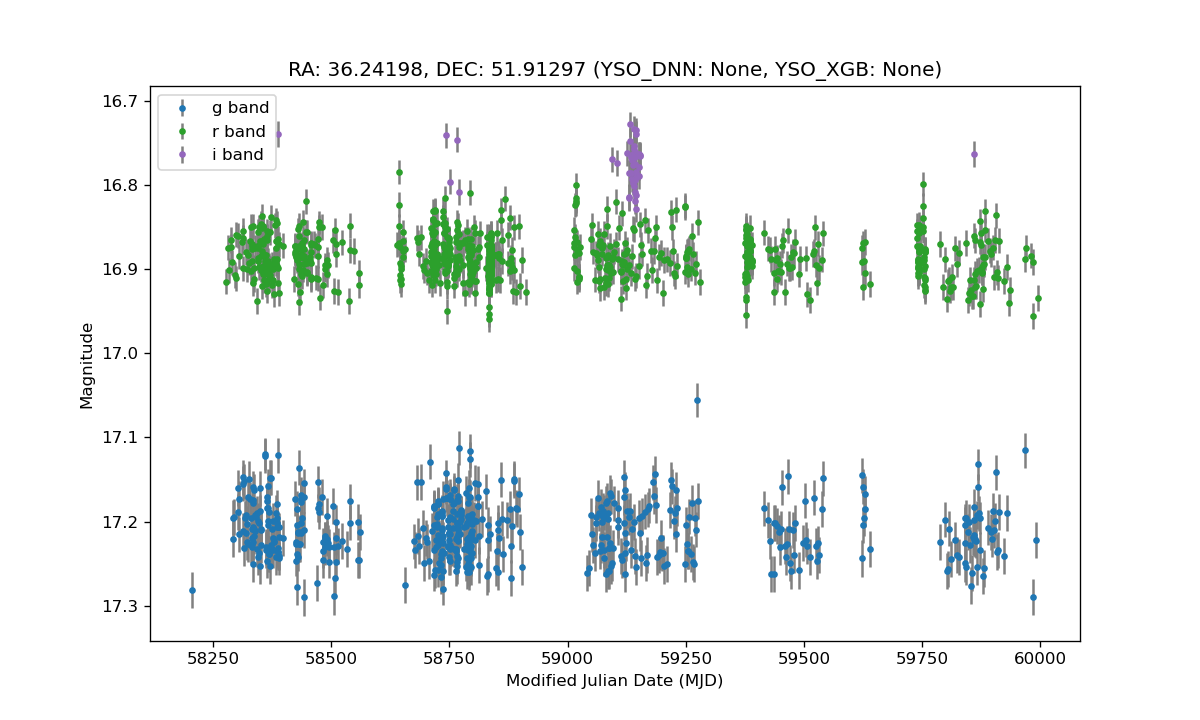 RA: 36.24198, DEC: 51.91297 (YSO_DNN: None, YSO_XGB: None)
g band
r band
i band
Magnitude
16.7
16.8
16.9
17.0
17.1
17.2
17.3
58250 58500 58750 59000 59250 59500 59750 60000
Modified Julian Date (MJD)